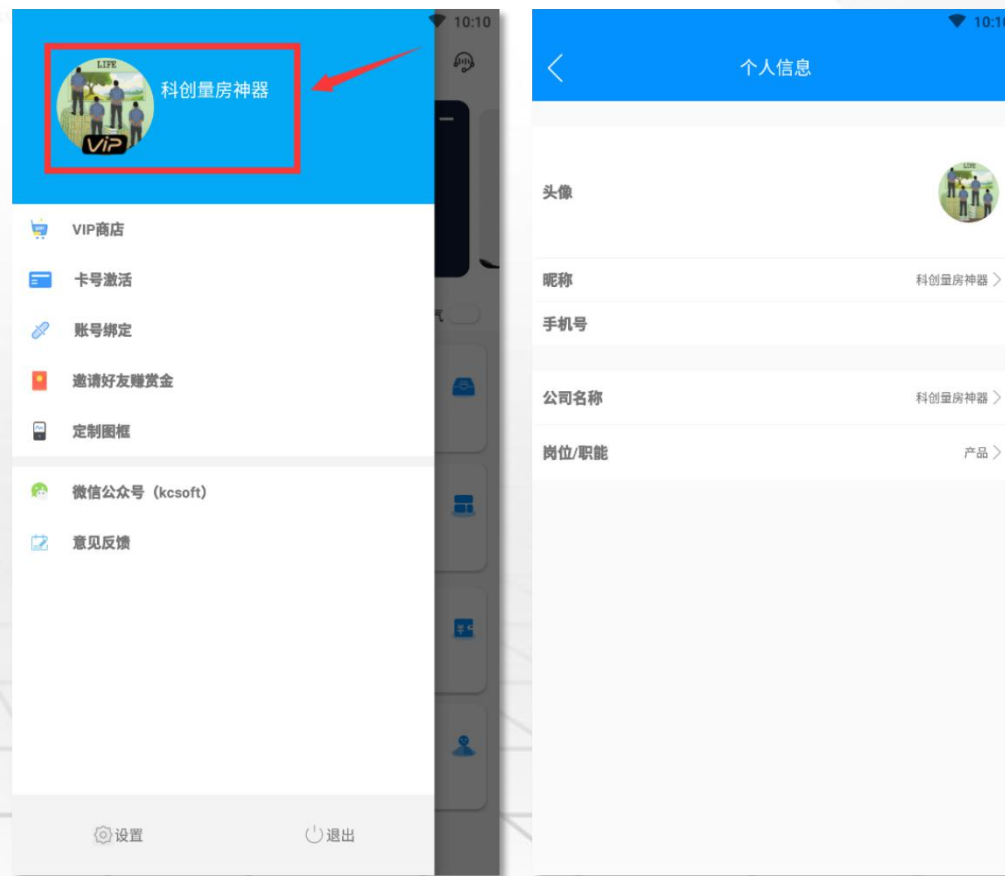 10:10
LIFE
科创量房神器
ViP
VIP商店
卡号激活
账号绑定
邀请好友赚赏金
定制图框
微信公众号（kcsoft）
意见反馈
设置
退出
气
10:10
个人信息
头像
LIFE
昵称
科创量房神器
手机号
公司名称
科创量房神器
岗位/职能
产品